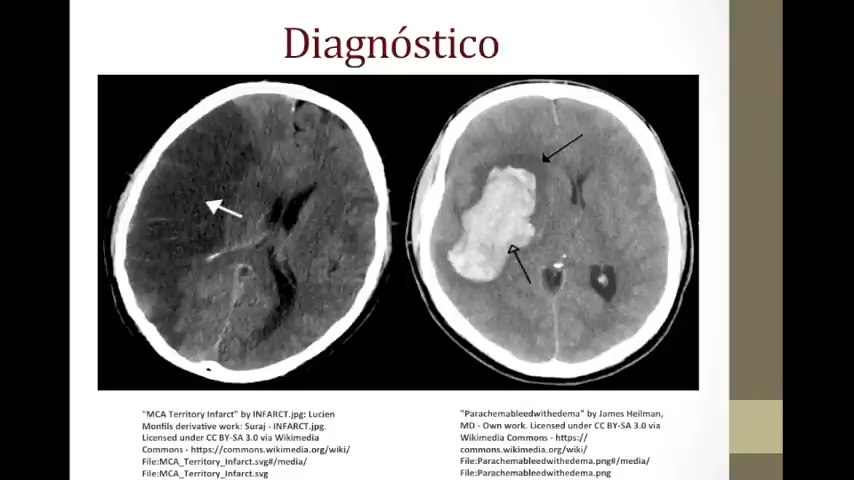 Diagnóstico
"MCA Territory Infarct" by INFARCT.jpg: Lucien
Monfils derivative work: Suraj - INFARCT.jpg.
Licensed under CC BY-SA 3.0 via Wikimedia
Commons - https://commons.wikimedia.org/wiki/
File:MCA_Territory_Infarct.svg#/media/
File:MCA_Territory_Infarct.svg
"Parachemableedwithedema" by James Heilman,
MD - Own work. Licensed under CC BY-SA 3.0 via
Wikimedia Commons - https://
commons.wikimedia.org/wiki/
File:Parachemableedwithedema.png#/media/
File:Parachemableedwithedema.png